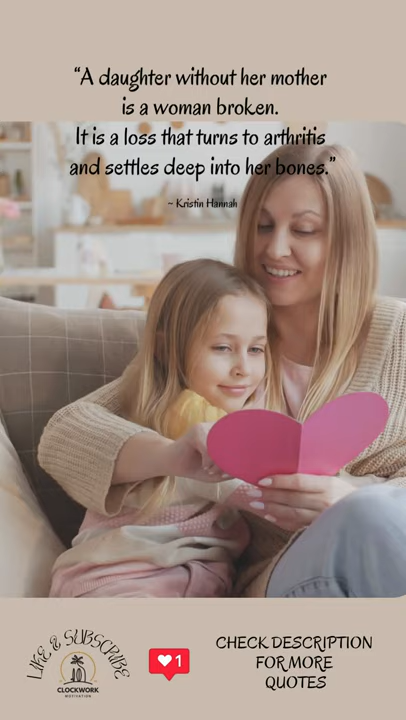 “A daughter without her mother
is a woman broken.
It is a loss that turns to arthritis
and settles deep into her bones.”
~ Kristin Hannah
LIKE & SUBSCRIBE
CLOCKWORK
MOTIVATION
1
CHECK DESCRIPTION
FOR MORE
QUOTES